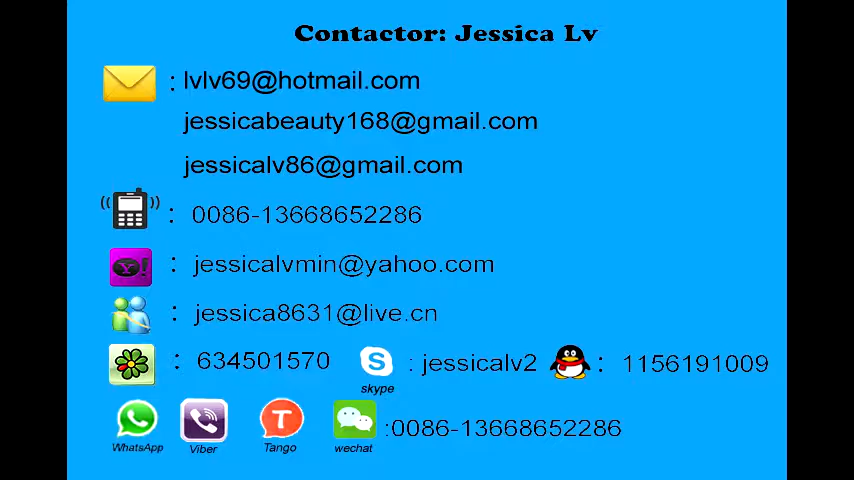 Contactor: Jessica Lv
: lvlv69@hotmail.com
jessicabeauty168@gmail.com
jessicalv86@gmail.com
: 0086-13668652286
Y! : jessicalvmin@yahoo.com
: jessica8631@live.cn
: 634501570 S skype : jessicalv2 : 1156191009
WhatsApp Viber T Tango wechat :0086-13668652286